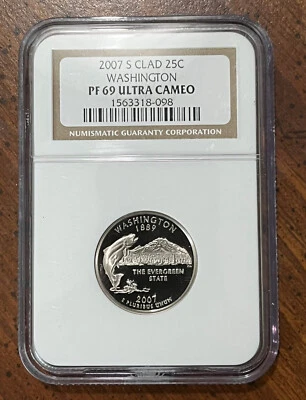 2007 S CLAD 25C
WASHINGTON
PF 69 ULTRA CAMEO
1563318-098
NUMISMATIC GUARANTY CORPORATION
WASHINGTON
1889
THE EVERGREEN
STATE
2007
E PLURIBUS UNUM